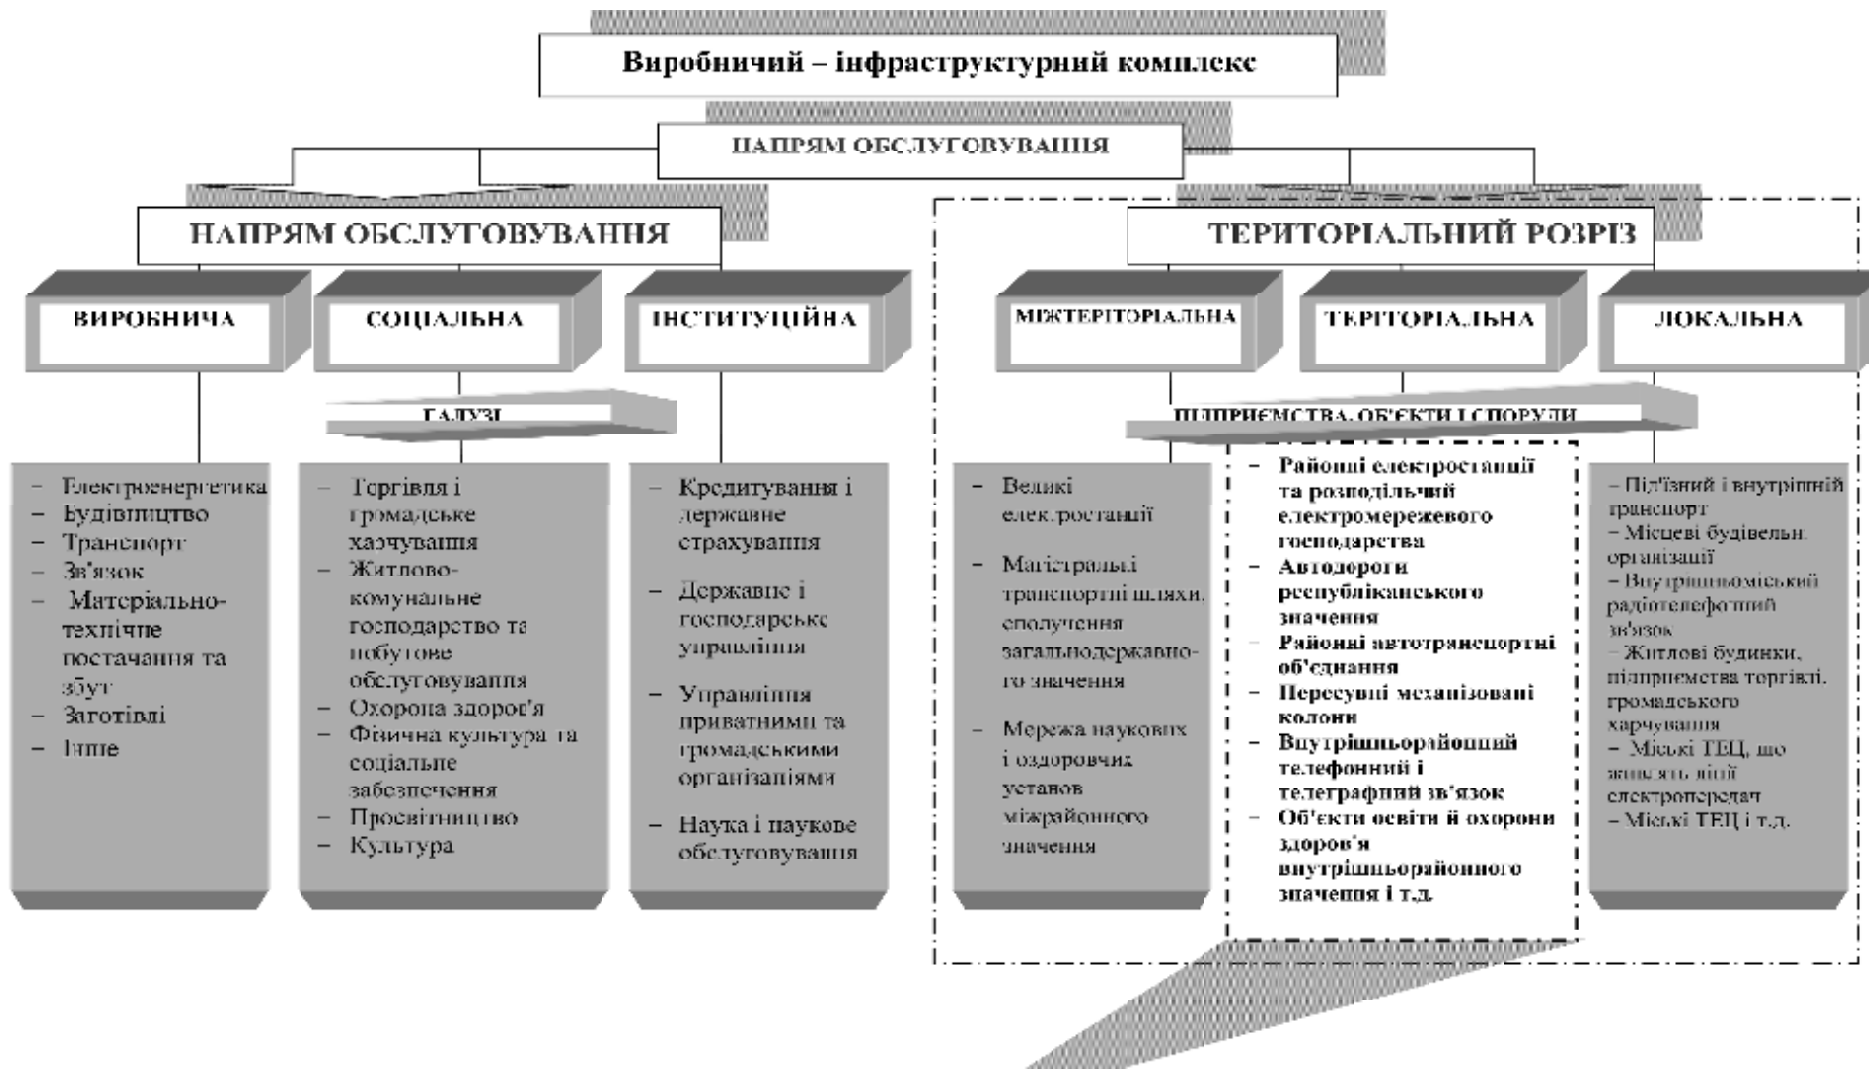 Виробничий – інфраструктурний комплекс
НАПРЯМ ОБСЛУГОВУВАННЯ
НАПРЯМ ОБСЛУГОВУВАННЯ
ВИРОБНИЧА
СОЦІАЛЬНА
ІНСТИТУЦІЙНА
ГАЛУЗІ
– Електроенергетика
– Будівництво
– Транспорт
– Зв'язок
– Матеріально-
технічне
постачання та
збут
– Заготівлі
– Інше
– Торгівля і
громадське
харчування
– Житлово-
комунальне
господарство та
побутове
обслуговування
– Охорона здоров'я
– Фізична культура та
соціальне
забезпечення
– Просвітництво
– Культура
– Кредитування і
державне
страхування
– Державне і
господарське
управління
– Управління
приватними та
громадськими
організаціями
– Наука і наукове
обслуговування
ТЕРИТОРІАЛЬНИЙ РОЗРІЗ
МІЖТЕРІТОРІАЛЬНА
ТЕРІТОРІАЛЬНА
ЛОКАЛЬНА
ПІДПРИЄМСТВА, ОБ'ЄКТИ І СПОРУДИ
– Великі
електростанції
– Магістральні
транспортні шляхи,
сполучення
загальнодержавно-
го значення
– Мережа наукових
і оздоровчих
установ
міжрайонного
значення
– Районні електростанції
та розподільчий
електромережевого
господарства
– Автодороги
республіканського
значення
– Районні автотранспортні
об'єднання
– Пересувні механізовані
колони
– Внутрішньорайонний
телефонний і
телеграфний зв'язок
– Об'єкти освіти й охорони
здоров'я
внутрішньорайонного
значення і т.д.
– Під'їзний і внутрішній
транспорт
– Місцеві будівельні
організації
– Внутрішньоміський
радіотелефонний
зв'язок
– Житлові будинки,
підприємства торгівлі,
громадського
харчування
– Міські ТЕЦ, що
живлять лінії
електропередач
– Міські ТЕЦ і т.д.